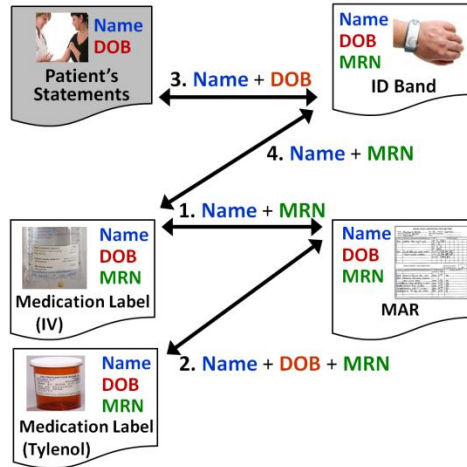 Name
DOB
Patient's
Statements
Name
DOB
MRN
ID Band
3. Name + DOB
4. Name + MRN
1. Name + MRN
Name
DOB
MRN
Medication Label
(IV)
Name
DOB
MRN
MAR
2. Name + DOB + MRN
Name
DOB
MRN
Medication Label
(Tylenol)